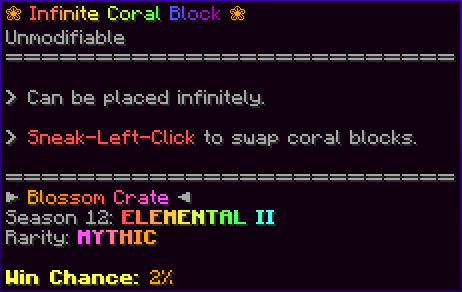 ❀ Infinite Coral Block ❀
Unmodifiable
====================================
> Can be placed infinitely.
> Sneak-Left-Click to swap coral blocks.
====================================
► Blossom Crate ◄
Season 12: ELEMENTAL II
Rarity: MYTHIC
Win Chance: 2%